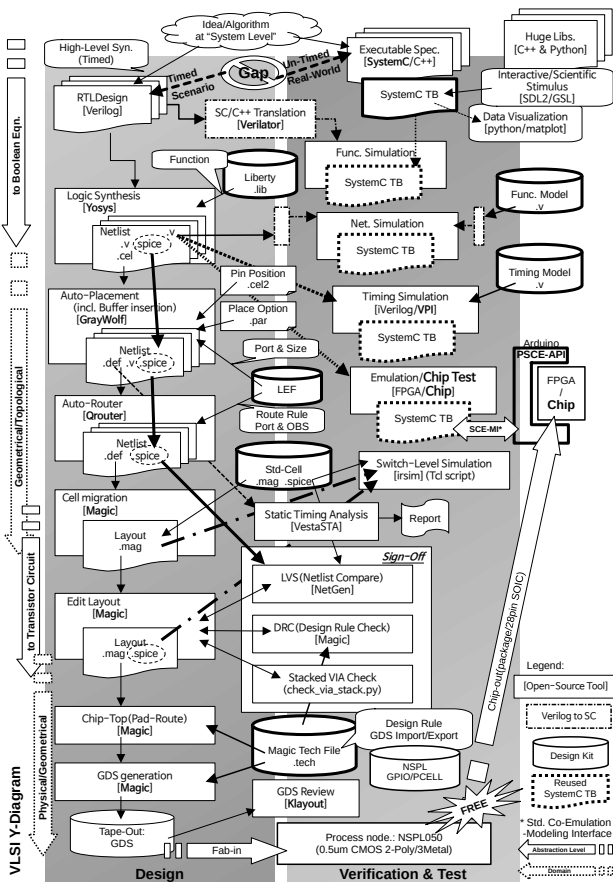 Idea/Algorithm
at "System Level"
High-Level Syn.
(Timed)
Timed
Scenario
Gap
Un-Timed
Real-World
Executable Spec.
[SystemC/C++]
Huge Libs.
[C++ & Python]
RTLDesign
[Verilog]
SystemC TB
Interactive/Scientific
Stimulus
[SDL2/GSL]
SC/C++ Translation
[Verilator]
Data Visualization
[python/matplot]
to Boolean Eqn.
Function
Liberty
.lib
Func. Simulation
SystemC TB
Logic Synthesis
[Yosys]
Netlist
.v
.v
.spice
.cel
Net. Simulation
SystemC TB
Func. Model
.v
Pin Position
.cel2
Timing Model
.v
Auto-Placement
(incl. Buffer insertion)
[GrayWolf]
Place Option
.par
Timing Simulation
[iVerilog/VPI]
SystemC TB
Netlist
.def .v .spice
Port & Size
LEF
Arduino
PSCE-API
FPGA
/
Chip
Emulation/Chip Test
[FPGA/Chip]
SystemC TB
SCE-MI*
Geometrical/Topological
Auto-Router
[Qrouter]
Route Rule
Port & OBS
Netlist
.def .spice
Std-Cell
.mag .spice
Switch-Level Simulation
[irsim] (Tcl script)
Cell migration
[Magic]
Layout
.mag
Static Timing Analysis
[VestaSTA]
Report
Sign-Off
LVS(Netlist Compare)
[NetGen]
to Transistor Circuit
Edit Layout
[Magic]
Layout
.mag .spice
DRC(Design Rule Check)
[Magic]
Stacked VIA Check
(check_via_stack.py)
Chip-out(package/28pin SOIC)
Legend:
[Open-Source Tool]
Verilog to SC
Design Kit
Reused
SystemC TB
* Std. Co-Emulation
-Modeling Interface
Abstraction Level
Domain
Physical/Geometrical
Chip-Top(Pad-Route)
[Magic]
Magic Tech File
.tech
Design Rule
GDS Import/Export
NSPL
GPIO/PCELL
GDS generation
[Magic]
GDS Review
[Klayout]
FREE
Tape-Out:
GDS
Fab-in
Process node.: NSPL050
(0.5um CMOS 2-Poly/3Metal)
VLSI Y-Diagram
Design
Verification & Test